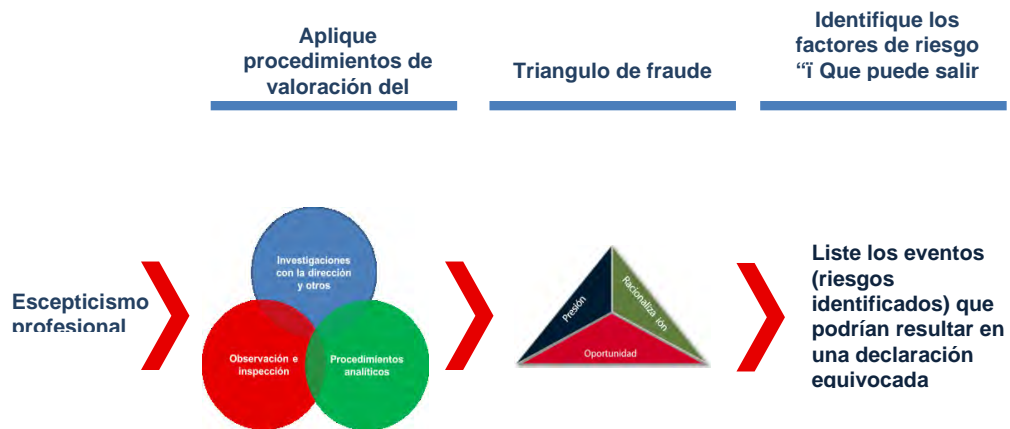 Aplique
procedimientos de
valoración del
Triangulo de fraude
Identifique los
factores de riesgo
“ï Que puede salir
Escepticismo
profesional
Investigaciones
con la dirección
y otros
Observación e
inspección
Procedimientos
analíticos
Presión
Racionaliza ión
Oportunidad
Liste los eventos
(riesgos
identificados) que
podrían resultar en
una declaración
equivocada